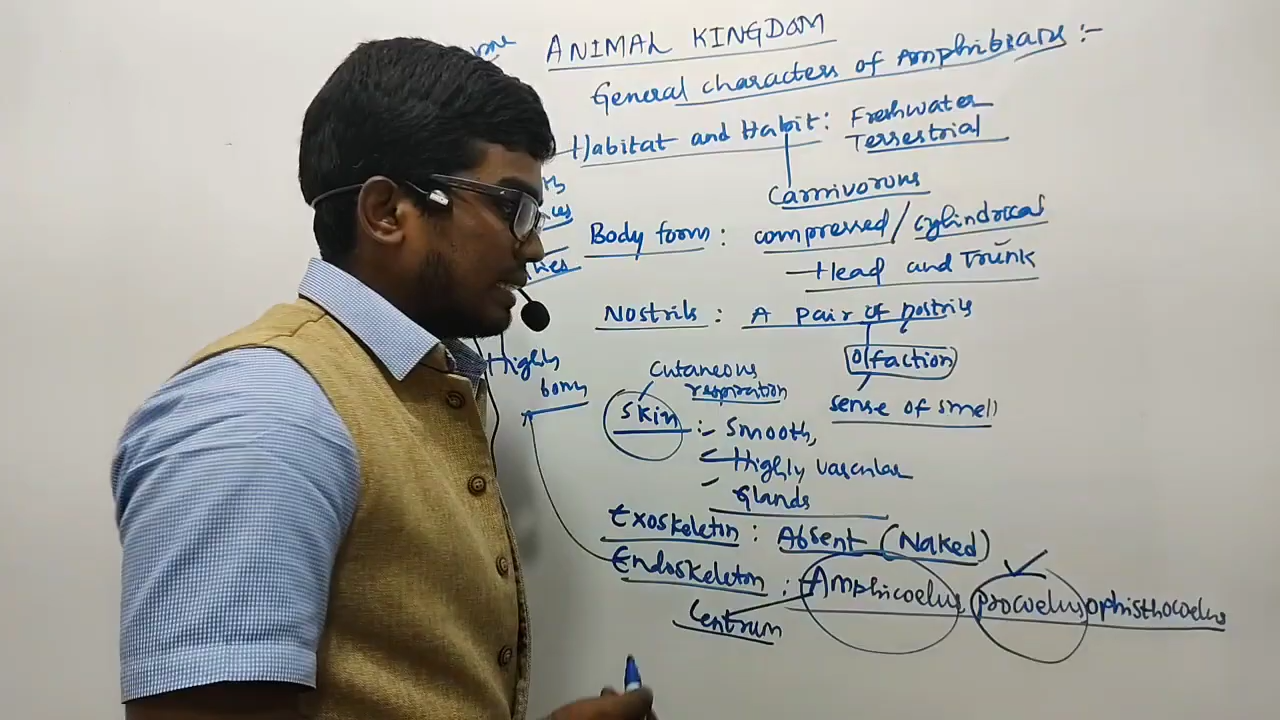 ANIMAL KINGDOM
General characters of Amphibians :-
Habitat and Habit : Freshwater
Terrestrial
Carnivorous
Body form : compressed / cylindrical
Head and Trunk
Nostrils : A pair of nostrils
Olfaction
sense of smell
Highly
bony
Cutaneous
respiration
Skin :- Smooth,
Highly vascular
Glands
Exoskeleton : Absent (Naked)
Endoskeleton : Amphicoelus procoelus ophisthocoelus
Centrum